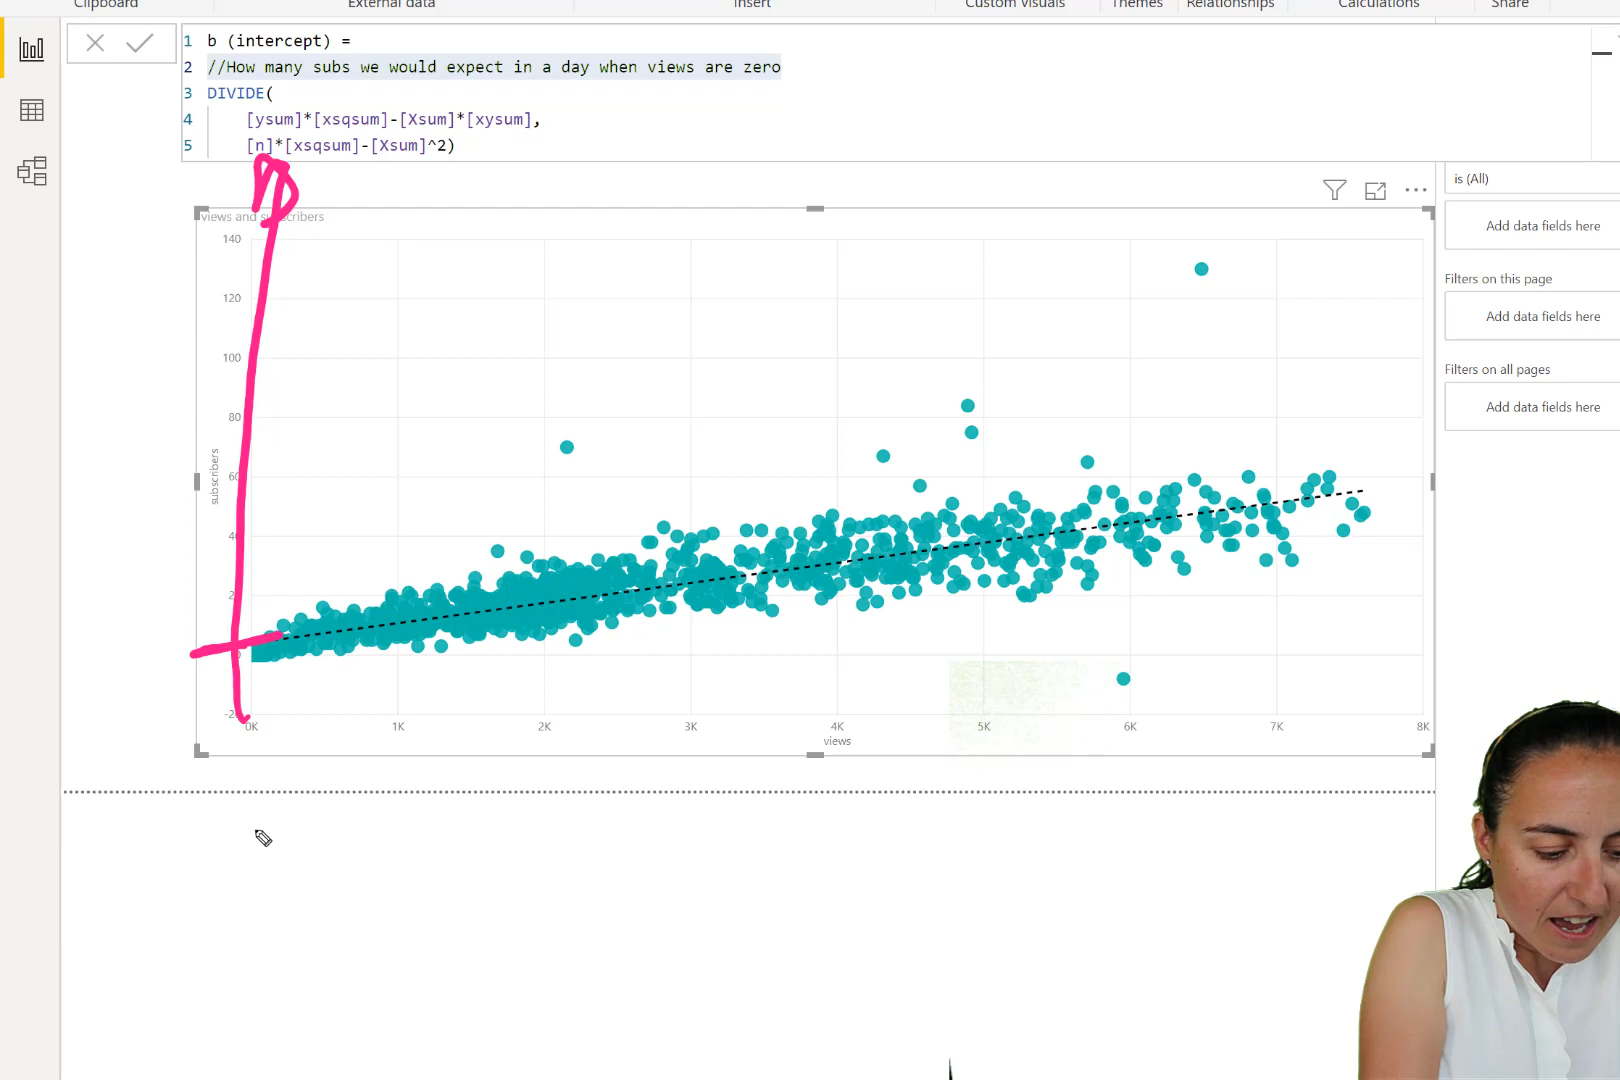 Clipboard
External data
Insert
Custom visuals
Themes
Relationships
Calculations
Share
1 b (intercept) =
2 //How many subs we would expect in a day when views are zero
3 DIVIDE(
4 [ysum]*[xsqsum]-[Xsum]*[xysum],
5 [n]*[xsqsum]-[Xsum]^2)
is (All)
Add data fields here
Filters on this page
Add data fields here
Filters on all pages
Add data fields here
views and subscribers
140
120
100
80
subscribers
0K
1K
2K
3K
4K
5K
6K
7K
8K
views